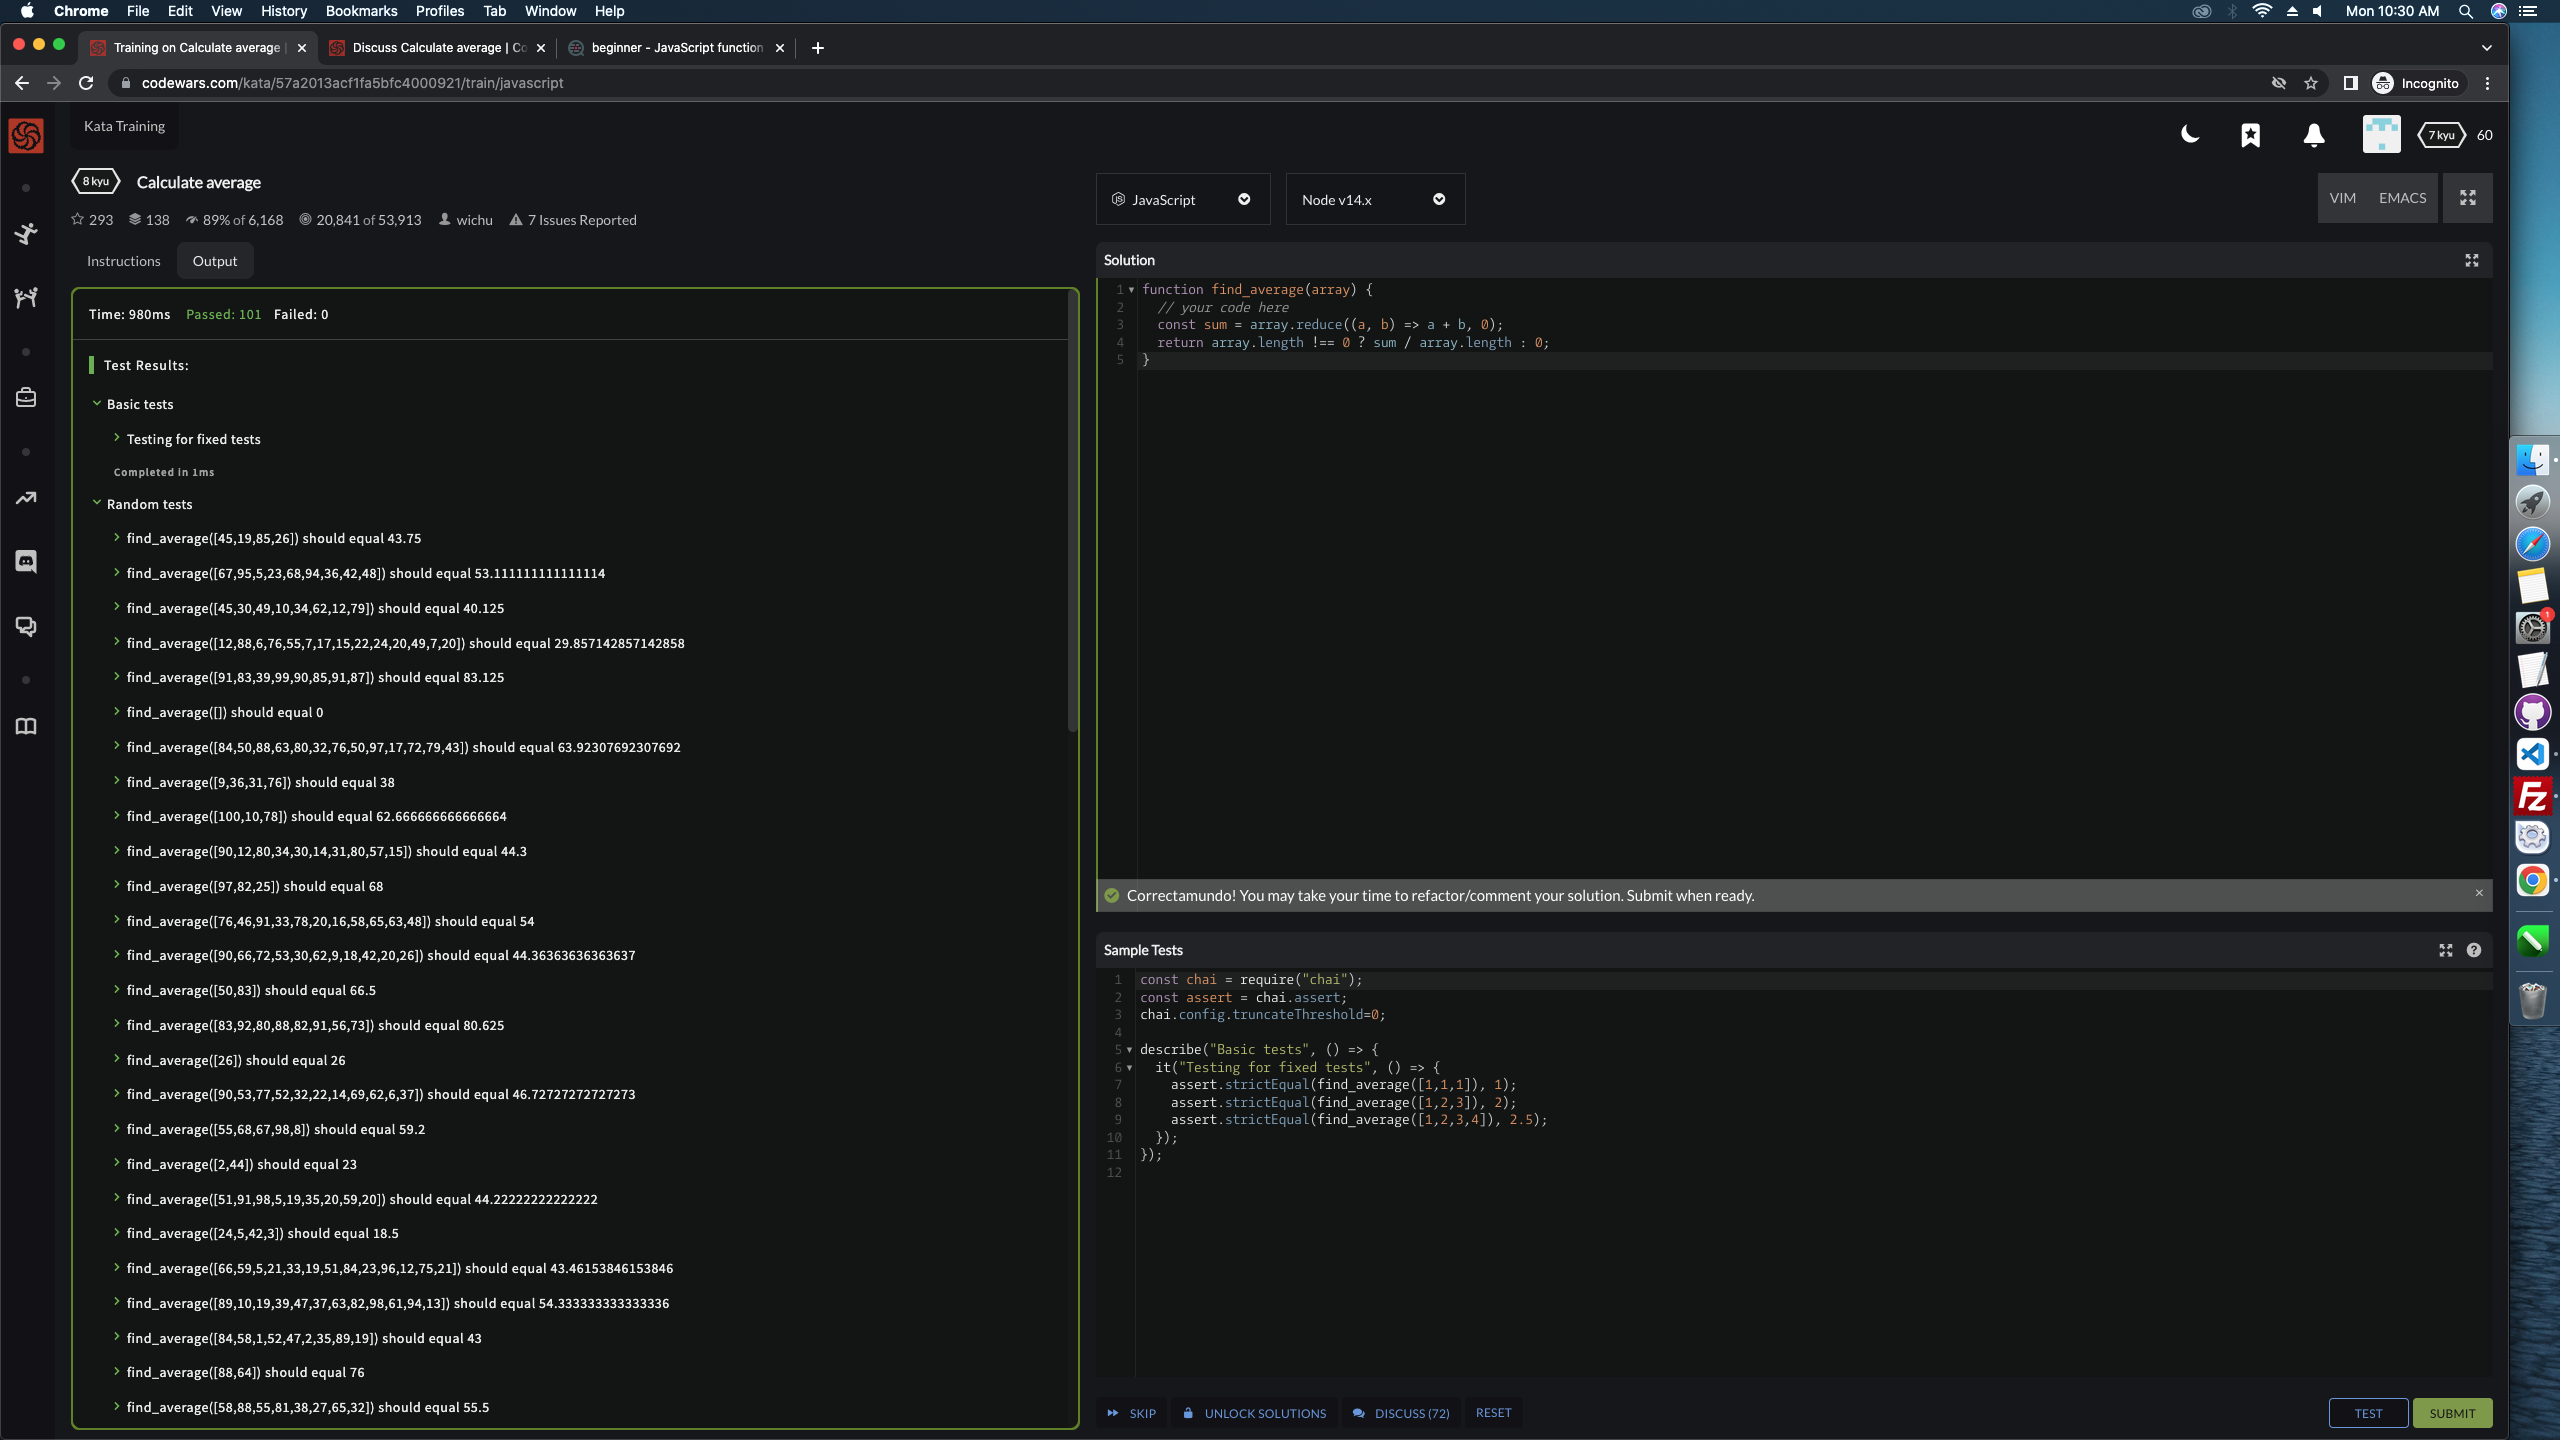 Chrome File Edit View History Bookmarks Profiles Tab Window Help
Mon 10:30 AM
Training on Calculate average |
Discuss Calculate average | Co
beginner - JavaScript function
codewars.com/kata/57a2013acf1fa5bfc4000921/train/javascript
Incognito
Kata Training
7 kyu 60
8 kyu Calculate average
293 138 89% of 6,168 20,841 of 53,913 wichu 7 Issues Reported
Instructions Output
Time: 980ms Passed: 101 Failed: 0
Test Results:
Basic tests
Testing for fixed tests
Completed in 1ms
Random tests
find_average([45,19,85,26]) should equal 43.75
find_average([67,95,5,23,68,94,36,42,48]) should equal 53.111111111111114
find_average([45,30,49,10,34,62,12,79]) should equal 40.125
find_average([12,88,6,76,55,7,17,15,22,24,20,49,7,20]) should equal 29.857142857142858
find_average([91,83,39,99,90,85,91,87]) should equal 83.125
find_average([]) should equal 0
find_average([84,50,88,63,80,32,76,50,97,17,72,79,43]) should equal 63.92307692307692
find_average([9,36,31,76]) should equal 38
find_average([100,10,78]) should equal 62.666666666666664
find_average([90,12,80,34,30,14,31,80,57,15]) should equal 44.3
find_average([97,82,25]) should equal 68
find_average([76,46,91,33,78,20,16,58,65,63,48]) should equal 54
find_average([90,66,72,53,30,62,9,18,42,20,26]) should equal 44.36363636363637
find_average([50,83]) should equal 66.5
find_average([83,92,80,88,82,91,56,73]) should equal 80.625
find_average([26]) should equal 26
find_average([90,53,77,52,32,22,14,69,62,6,37]) should equal 46.72727272727273
find_average([55,68,67,98,8]) should equal 59.2
find_average([2,44]) should equal 23
find_average([51,91,98,5,19,35,20,59,20]) should equal 44.22222222222222
find_average([24,5,42,3]) should equal 18.5
find_average([66,59,5,21,33,19,51,84,23,96,12,75,21]) should equal 43.46153846153846
find_average([89,10,19,39,47,37,63,82,98,61,94,13]) should equal 54.333333333333336
find_average([84,58,1,52,47,2,35,89,19]) should equal 43
find_average([88,64]) should equal 76
find_average([58,88,55,81,38,27,65,32]) should equal 55.5
JavaScript
Node v14.x
VIM EMACS
Solution
1 function find_average(array) {
2 // your code here
3 const sum = array.reduce((a, b) => a + b, 0);
4 return array.length !== 0 ? sum / array.length : 0;
5 }
Correctamundo! You may take your time to refactor/comment your solution. Submit when ready.
Sample Tests
1 const chai = require("chai");
2 const assert = chai.assert;
3 chai.config.truncateThreshold=0;
4
5 describe("Basic tests", () => {
6 it("Testing for fixed tests", () => {
7 assert.strictEqual(find_average([1,1,1]), 1);
8 assert.strictEqual(find_average([1,2,3]), 2);
9 assert.strictEqual(find_average([1,2,3,4]), 2.5);
10 });
11 });
12
SKIP UNLOCK SOLUTIONS DISCUSS (72) RESET
TEST SUBMIT
1
Fz